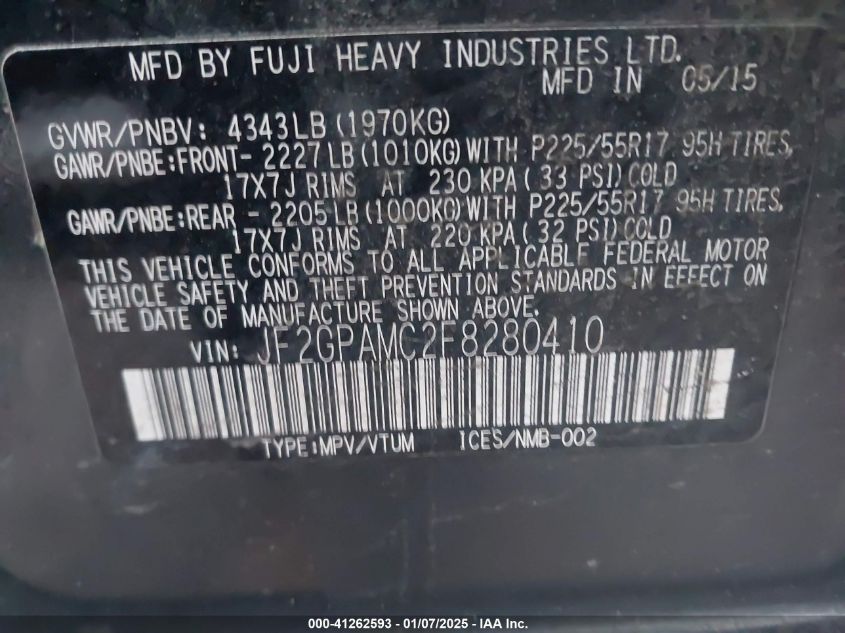 MFD BY FUJI HEAVY INDUSTRIES LTD.
MFD IN 05/15
GVWR/PNBV: 4343LB (1970KG)
GAWR/PNBE:FRONT- 2227 LB (1010KG) WITH P225/55R17 95H TIRES,
17X7J RIMS AT 230 KPA ( 33 PSI) COLD
GAWR/PNBE:REAR - 2205 LB (1000KG) WITH P225/55R17 95H TIRES,
17X7J RIMS AT 220 KPA ( 32 PSI) COLD
THIS VEHICLE CONFORMS TO ALL APPLICABLE FEDERAL MOTOR
VEHICLE SAFETY AND THEFT PREVENTION STANDARDS IN EFFECT ON
THE DATE OF MANUFACTURE SHOWN ABOVE.
VIN: JF2GPAMC2F8280410
TYPE:MPV/VTUM ICES/NMB-002
000-41262593 - 01/07/2025 - IAA Inc.